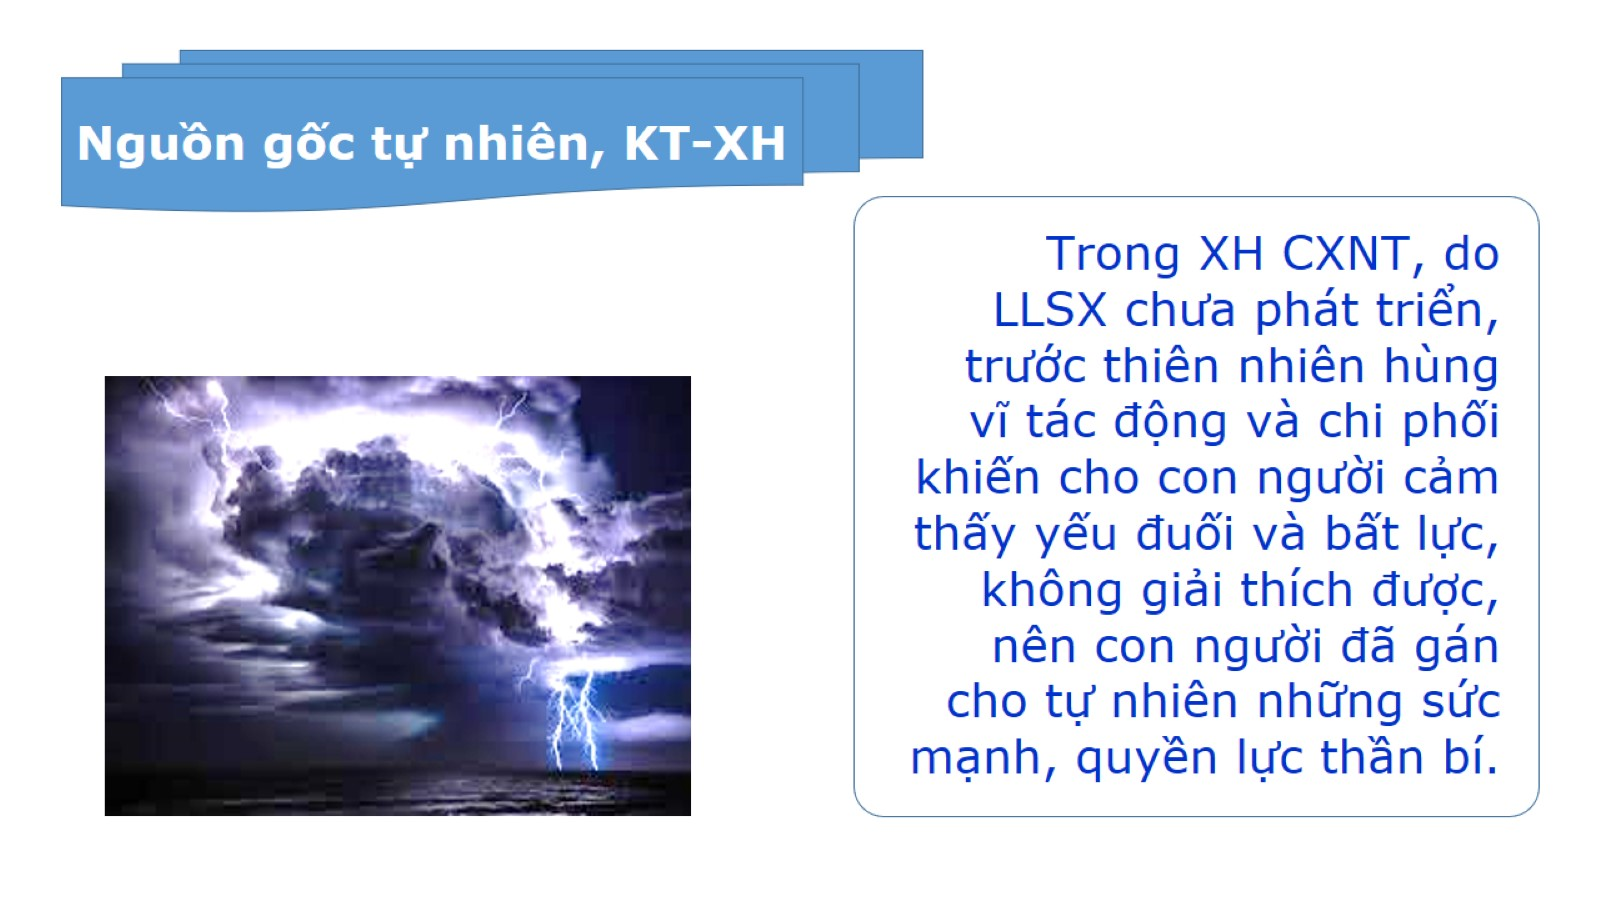 Nguồn gốc tự nhiên, KT-XH
Trong XH CXNT, do
LLSX chưa phát triển,
trước thiên nhiên hùng
vĩ tác động và chi phối
khiến cho con người cảm
thấy yếu đuối và bất lực,
không giải thích được,
nên con người đã gán
cho tự nhiên những sức
mạnh, quyền lực thần bí.